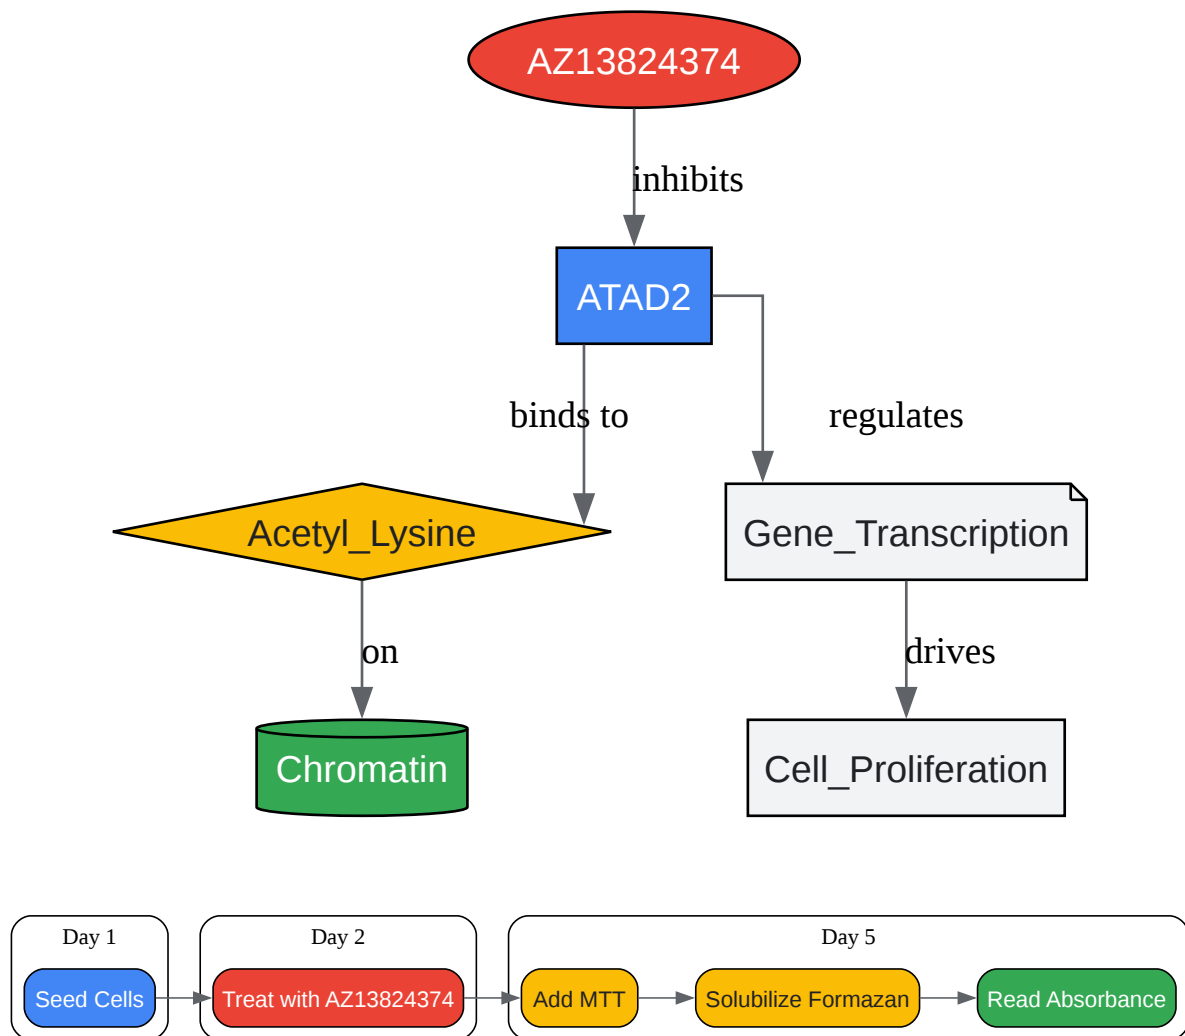 AZ13824374
inhibits
ATAD2
binds to
regulates
Acetyl_Lysine
Gene_Transcription
on
drives
Chromatin
Cell_Proliferation
Day 1
Day 2
Day 5
Seed Cells
Treat with AZ13824374
Add MTT
Solubilize Formazan
Read Absorbance